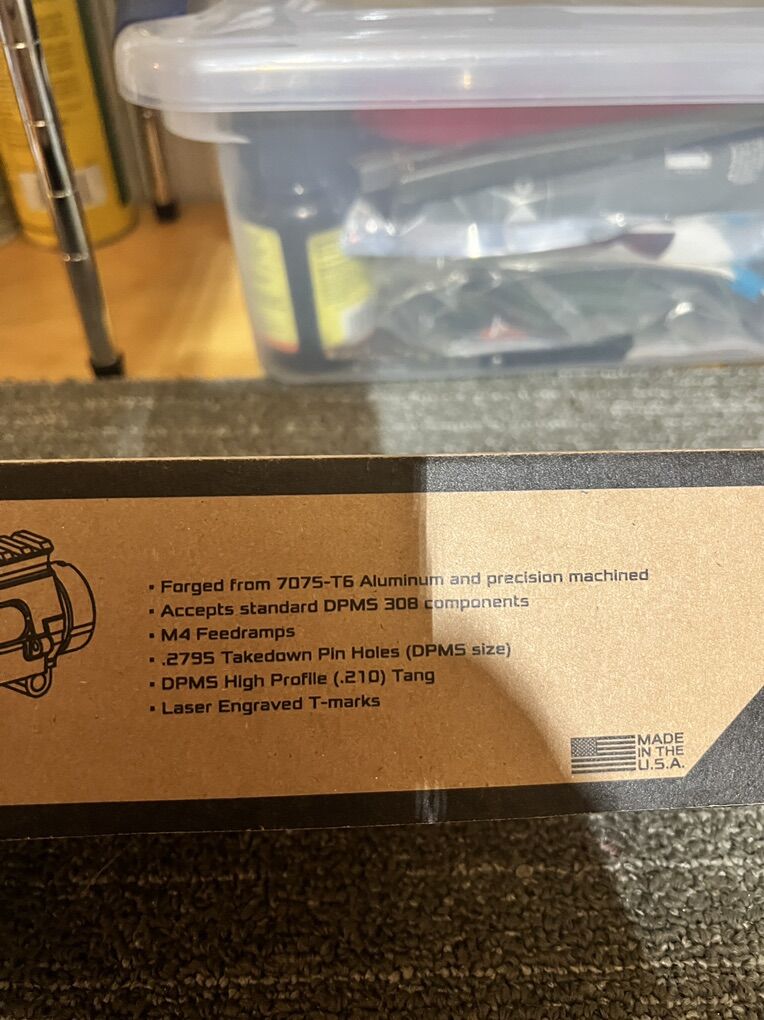 • Forged from 7075-T6 Aluminum and precision machined
• Accepts standard DPMS 308 components
• M4 Feedramps
• .2795 Takedown Pin Holes (DPMS size)
• DPMS High Profile (.210) Tang
• Laser Engraved T-marks
MADE
IN THE
U.S.A.